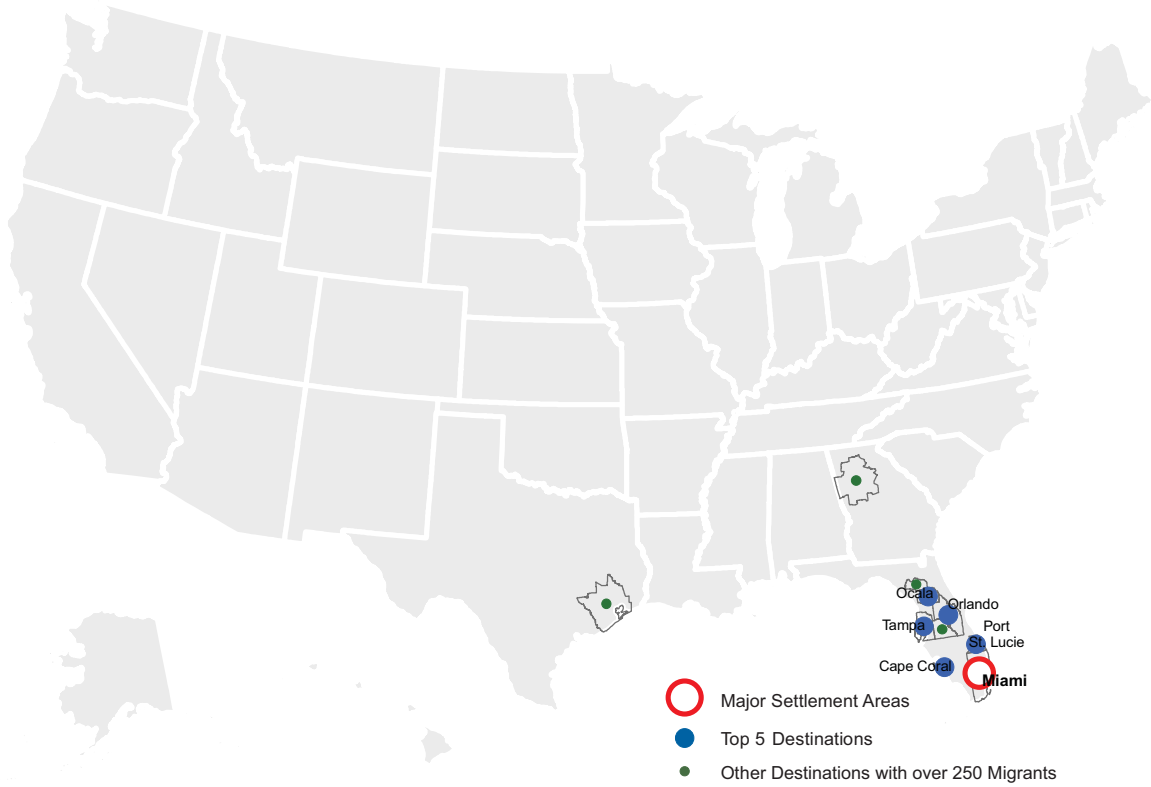 Ocala
Orlando
Tampa
Port
St. Lucie
Cape Coral
Miami
Major Settlement Areas
Top 5 Destinations
Other Destinations with over 250 Migrants